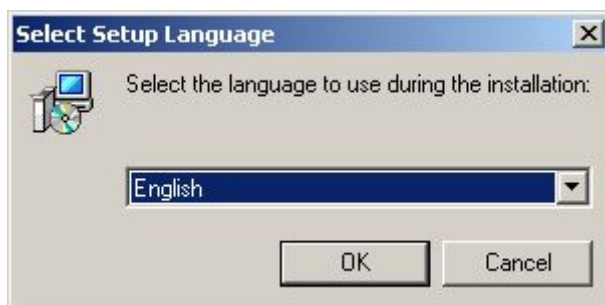 Select Setup Language
Select the language to use during the installation:
English
OK
Cancel